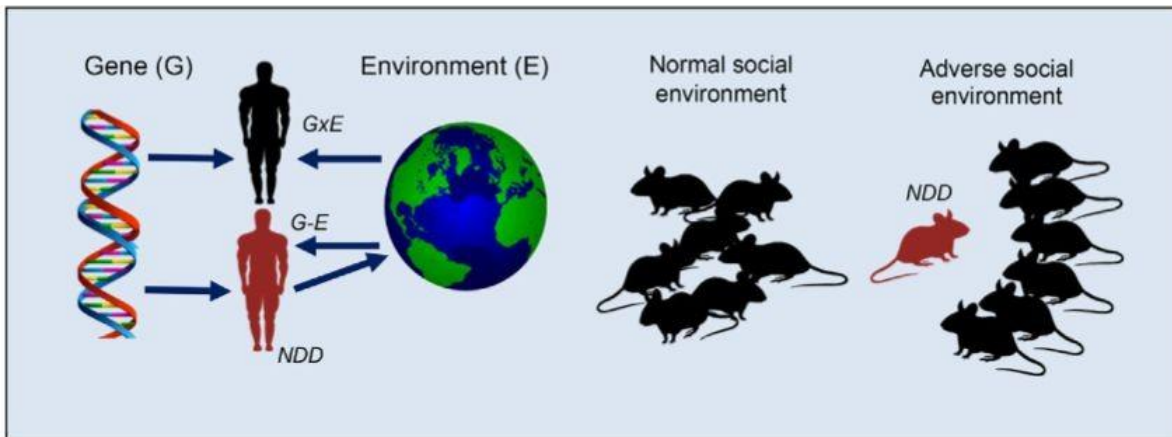 Gene (G)
Environment (E)
GxE
G-E
NDD
Normal social
environment
Adverse social
environment
NDD